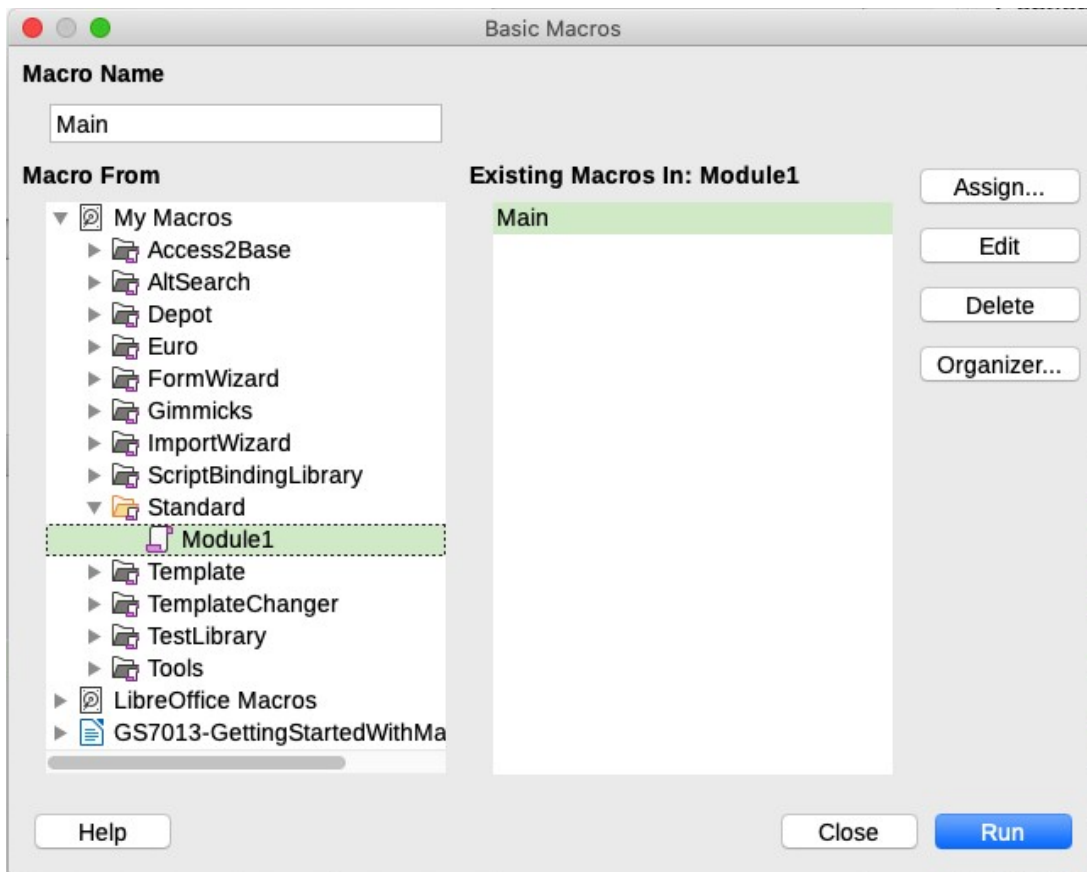 Basic Macros
Macro Name
Main
Macro From
My Macros
Access2Base
AltSearch
Depot
Euro
FormWizard
Gimmicks
ImportWizard
ScriptBindingLibrary
Standard
Module1
Template
TemplateChanger
TestLibrary
Tools
LibreOffice Macros
GS7013-GettingStartedWithMa
Existing Macros In: Module1
Main
Assign...
Edit
Delete
Organizer...
Help
Close
Run